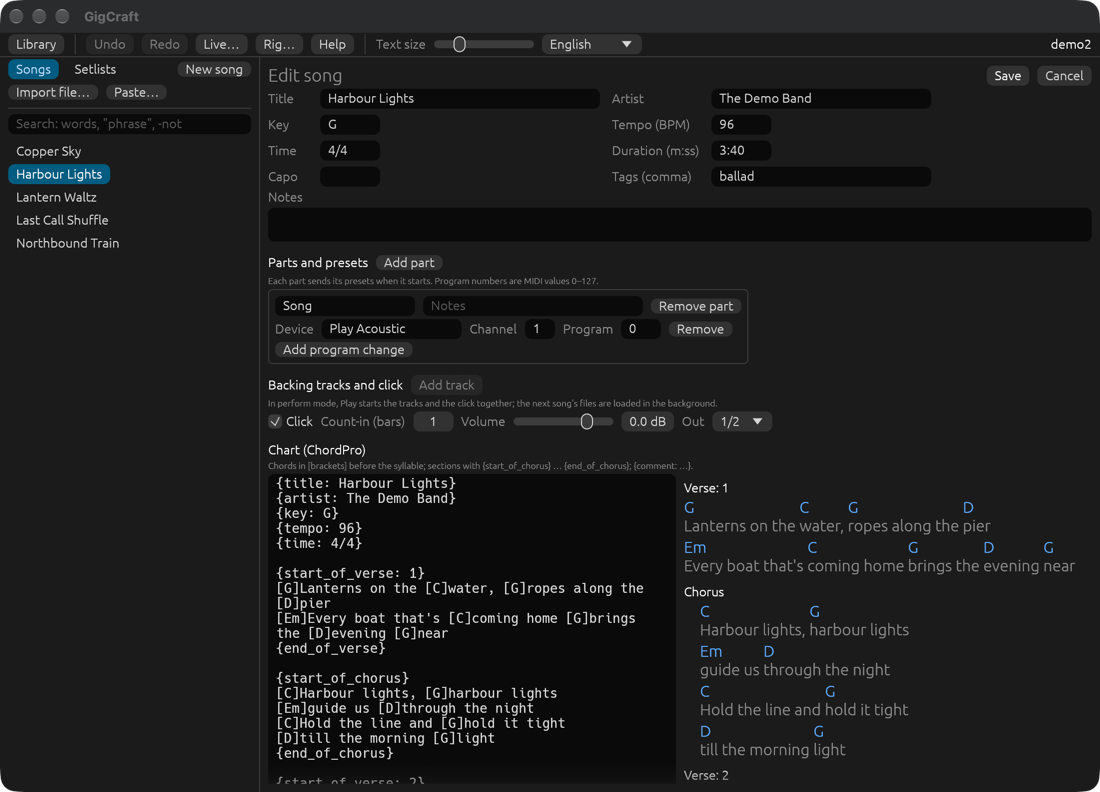 GigCraft
Library Undo Redo Live... Rig... Help Text size English demo2
Songs Setlists New song
Import file... Paste...
Search: words, "phrase", -not
Copper Sky
Harbour Lights
Lantern Waltz
Last Call Shuffle
Northbound Train
Edit song Save Cancel
Title Harbour Lights Artist The Demo Band
Key G Tempo (BPM) 96
Time 4/4 Duration (m:ss) 3:40
Capo Tags (comma) ballad
Notes
Parts and presets Add part
Each part sends its presets when it starts. Program numbers are MIDI values 0–127.
Song Notes Remove part
Device Play Acoustic Channel 1 Program 0 Remove
Add program change
Backing tracks and click Add track
In perform mode, Play starts the tracks and the click together; the next song's files are loaded in the background.
Click Count-in (bars) 1 Volume 0.0 dB Out 1/2
Chart (ChordPro)
Chords in [brackets] before the syllable; sections with {start_of_chorus} ... {end_of_chorus}; {comment: ...}.
{title: Harbour Lights}
{artist: The Demo Band}
{key: G}
{tempo: 96}
{time: 4/4}
{start_of_verse: 1}
[G]Lanterns on the [C]water, [G]ropes along the
[D]pier
[Em]Every boat that's [C]coming home [G]brings
the [D]evening [G]near
{end_of_verse}
{start_of_chorus}
[C]Harbour lights, [G]harbour lights
[Em]guide us [D]through the night
[C]Hold the line and [G]hold it tight
[D]till the morning [G]light
{end_of_chorus}
{start_of_verse: 2}
Verse: 1
G C G D
Lanterns on the water, ropes along the pier
Em C G D G
Every boat that's coming home brings the evening near
Chorus
C G
Harbour lights, harbour lights
Em D
guide us through the night
C G
Hold the line and hold it tight
D G
till the morning light
Verse: 2